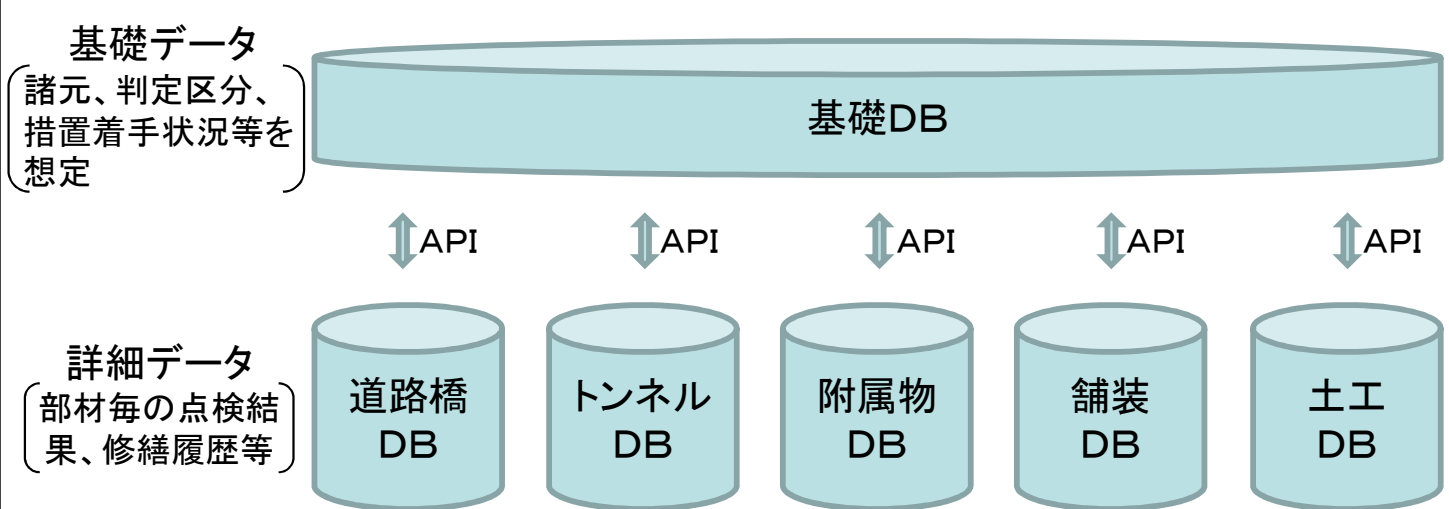 基礎データ
諸元、判定区分、
措置着手状況等を
想定
基礎DB
API API API API API
詳細データ
部材毎の点検結
果、修繕履歴等
道路橋
DB
トンネル
DB
附属物
DB
舗装
DB
土工
DB